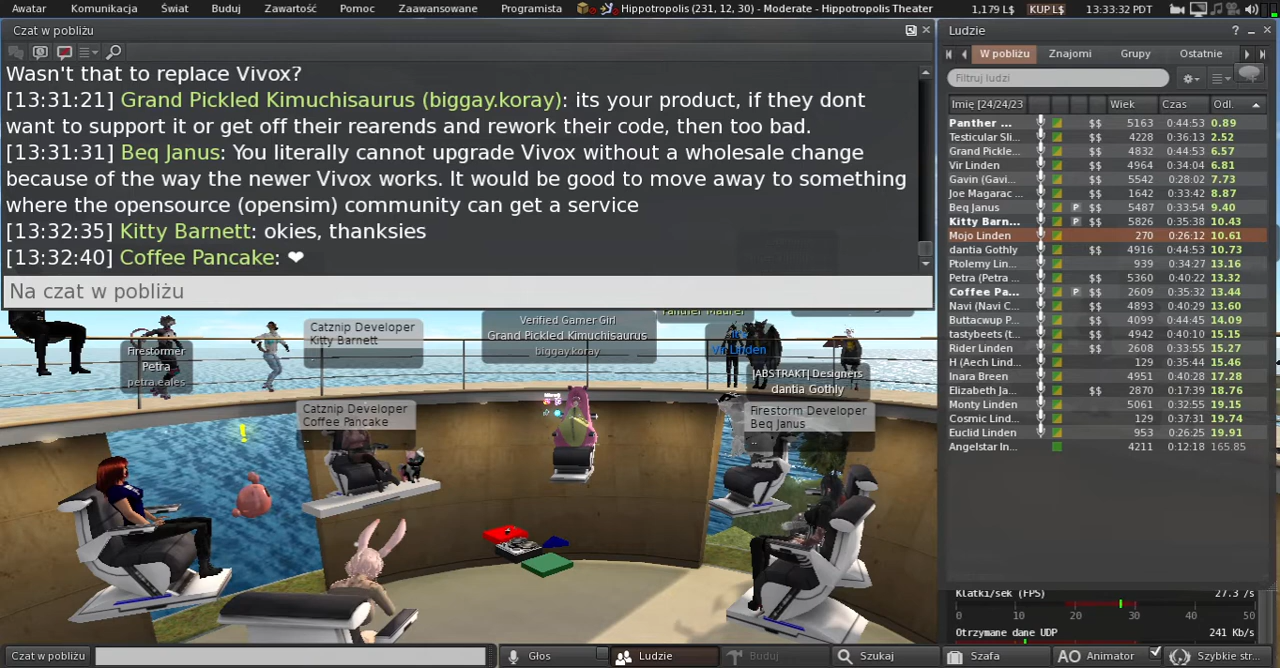 Awatar Komunikacja Świat Buduj Zawartość Pomoc Zaawansowane Programista Hippotropolis (231, 12, 30) - Moderate - Hippotropolis Theater 1,179 L$ KUP L$ 13:33:32 PDT
Czat w pobliżu
Wasn't that to replace Vivox?
[13:31:21] Grand Pickled Kimuchisaurus (biggay.koray): its your product, if they dont
want to support it or get off their rearends and rework their code, then too bad.
[13:31:31] Beq Janus: You literally cannot upgrade Vivox without a wholesale change
because of the way the newer Vivox works. It would be good to move away to something
where the opensource (opensim) community can get a service
[13:32:35] Kitty Barnett: okies, thanksies
[13:32:40] Coffee Pancake: ❤
Na czat w pobliżu
Ludzie
W pobliżu Znajomi Grupy Ostatnie
Filtruj ludzi
Imię [24/24/23 Wiek Czas Odl.
Panther ... 5163 0:44:53 0.89
Testicular Sli... $$ 4228 0:36:13 2.52
Grand Pickle... $$ 4832 0:44:53 6.57
Vir Linden $$ 4964 0:34:04 6.81
Gavin (Gavi... $$ 5542 0:28:02 7.73
Joe Magarac ... $$ 1642 0:33:42 8.87
Beq Janus P $$ 5487 0:33:54 9.40
Kitty Barn... P $$ 5826 0:35:38 10.43
Mojo Linden 270 0:26:12 10.61
dantia Gothly $$ 4916 0:44:53 10.73
Ptolemy Lin... 939 0:34:27 13.16
Petra (Petra ... $$ 5360 0:40:22 13.32
Coffee Pa... P $$ 2609 0:35:32 13.44
Navi (Navi C... $$ 4893 0:40:29 13.60
Buttacwup P... $$ 4099 0:44:45 14.09
tastybeets (t... $$ 4942 0:40:10 15.15
Rider Linden $$ 2608 0:33:55 15.27
H (Aech Lind... 129 0:35:44 15.46
Inara Breen 4951 0:40:28 17.28
Elizabeth Ja... $$ 2870 0:17:39 18.76
Monty Linden 5061 0:32:55 19.15
Cosmic Lind... 129 0:37:31 19.74
Euclid Linden 953 0:26:25 19.91
Angelstar In... 4211 0:12:18 165.85
Firestormer
Petra
petra.eales
Catznip Developer
Kitty Barnett
Verified Gamer Girl
Grand Pickled Kimuchisaurus
biggay.koray
Vir Linden
|ABSTRAKT| Designers
dantia Gothly
Catznip Developer
Coffee Pancake
Firestorm Developer
Beq Janus
Klatki/sek (FPS) 27.3 /s
0 10 20 30 40 50
Otrzymane dane UDP 241 Kb/s
Czat w pobliżu Głos Ludzie Buduj Szukaj Szafa AO Animator Szybkie str...